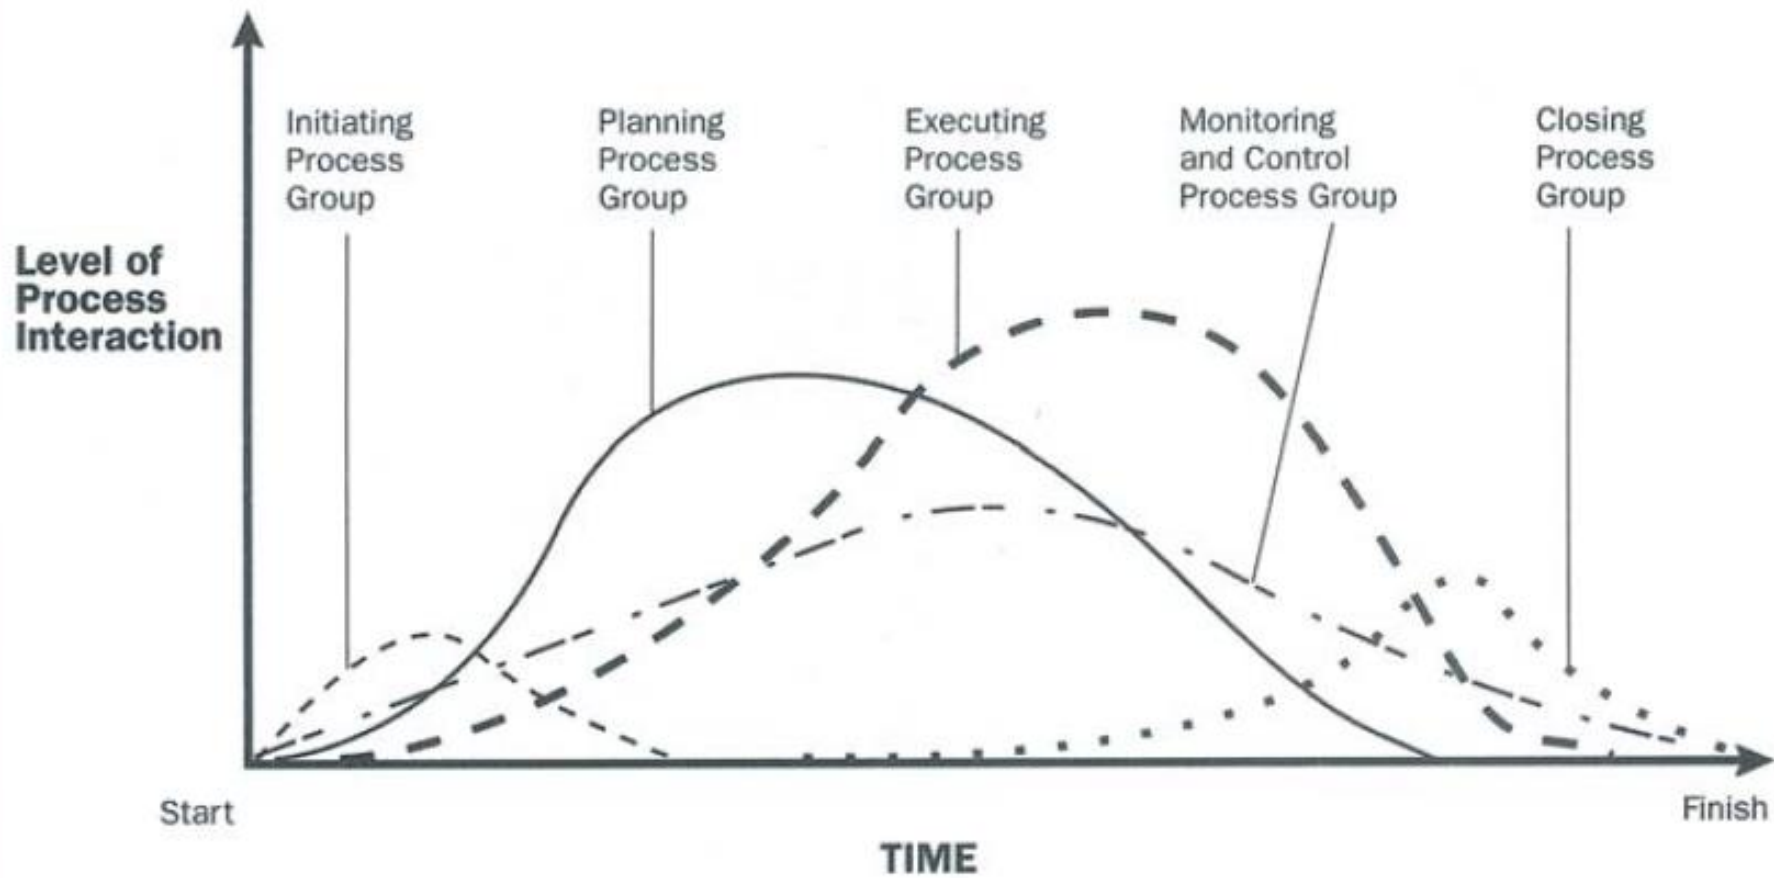 Initiating
Process
Group
Planning
Process
Group
Executing
Process
Group
Monitoring
and Control
Process Group
Closing
Process
Group
Level of
Process
Interaction
Start
Finish
TIME